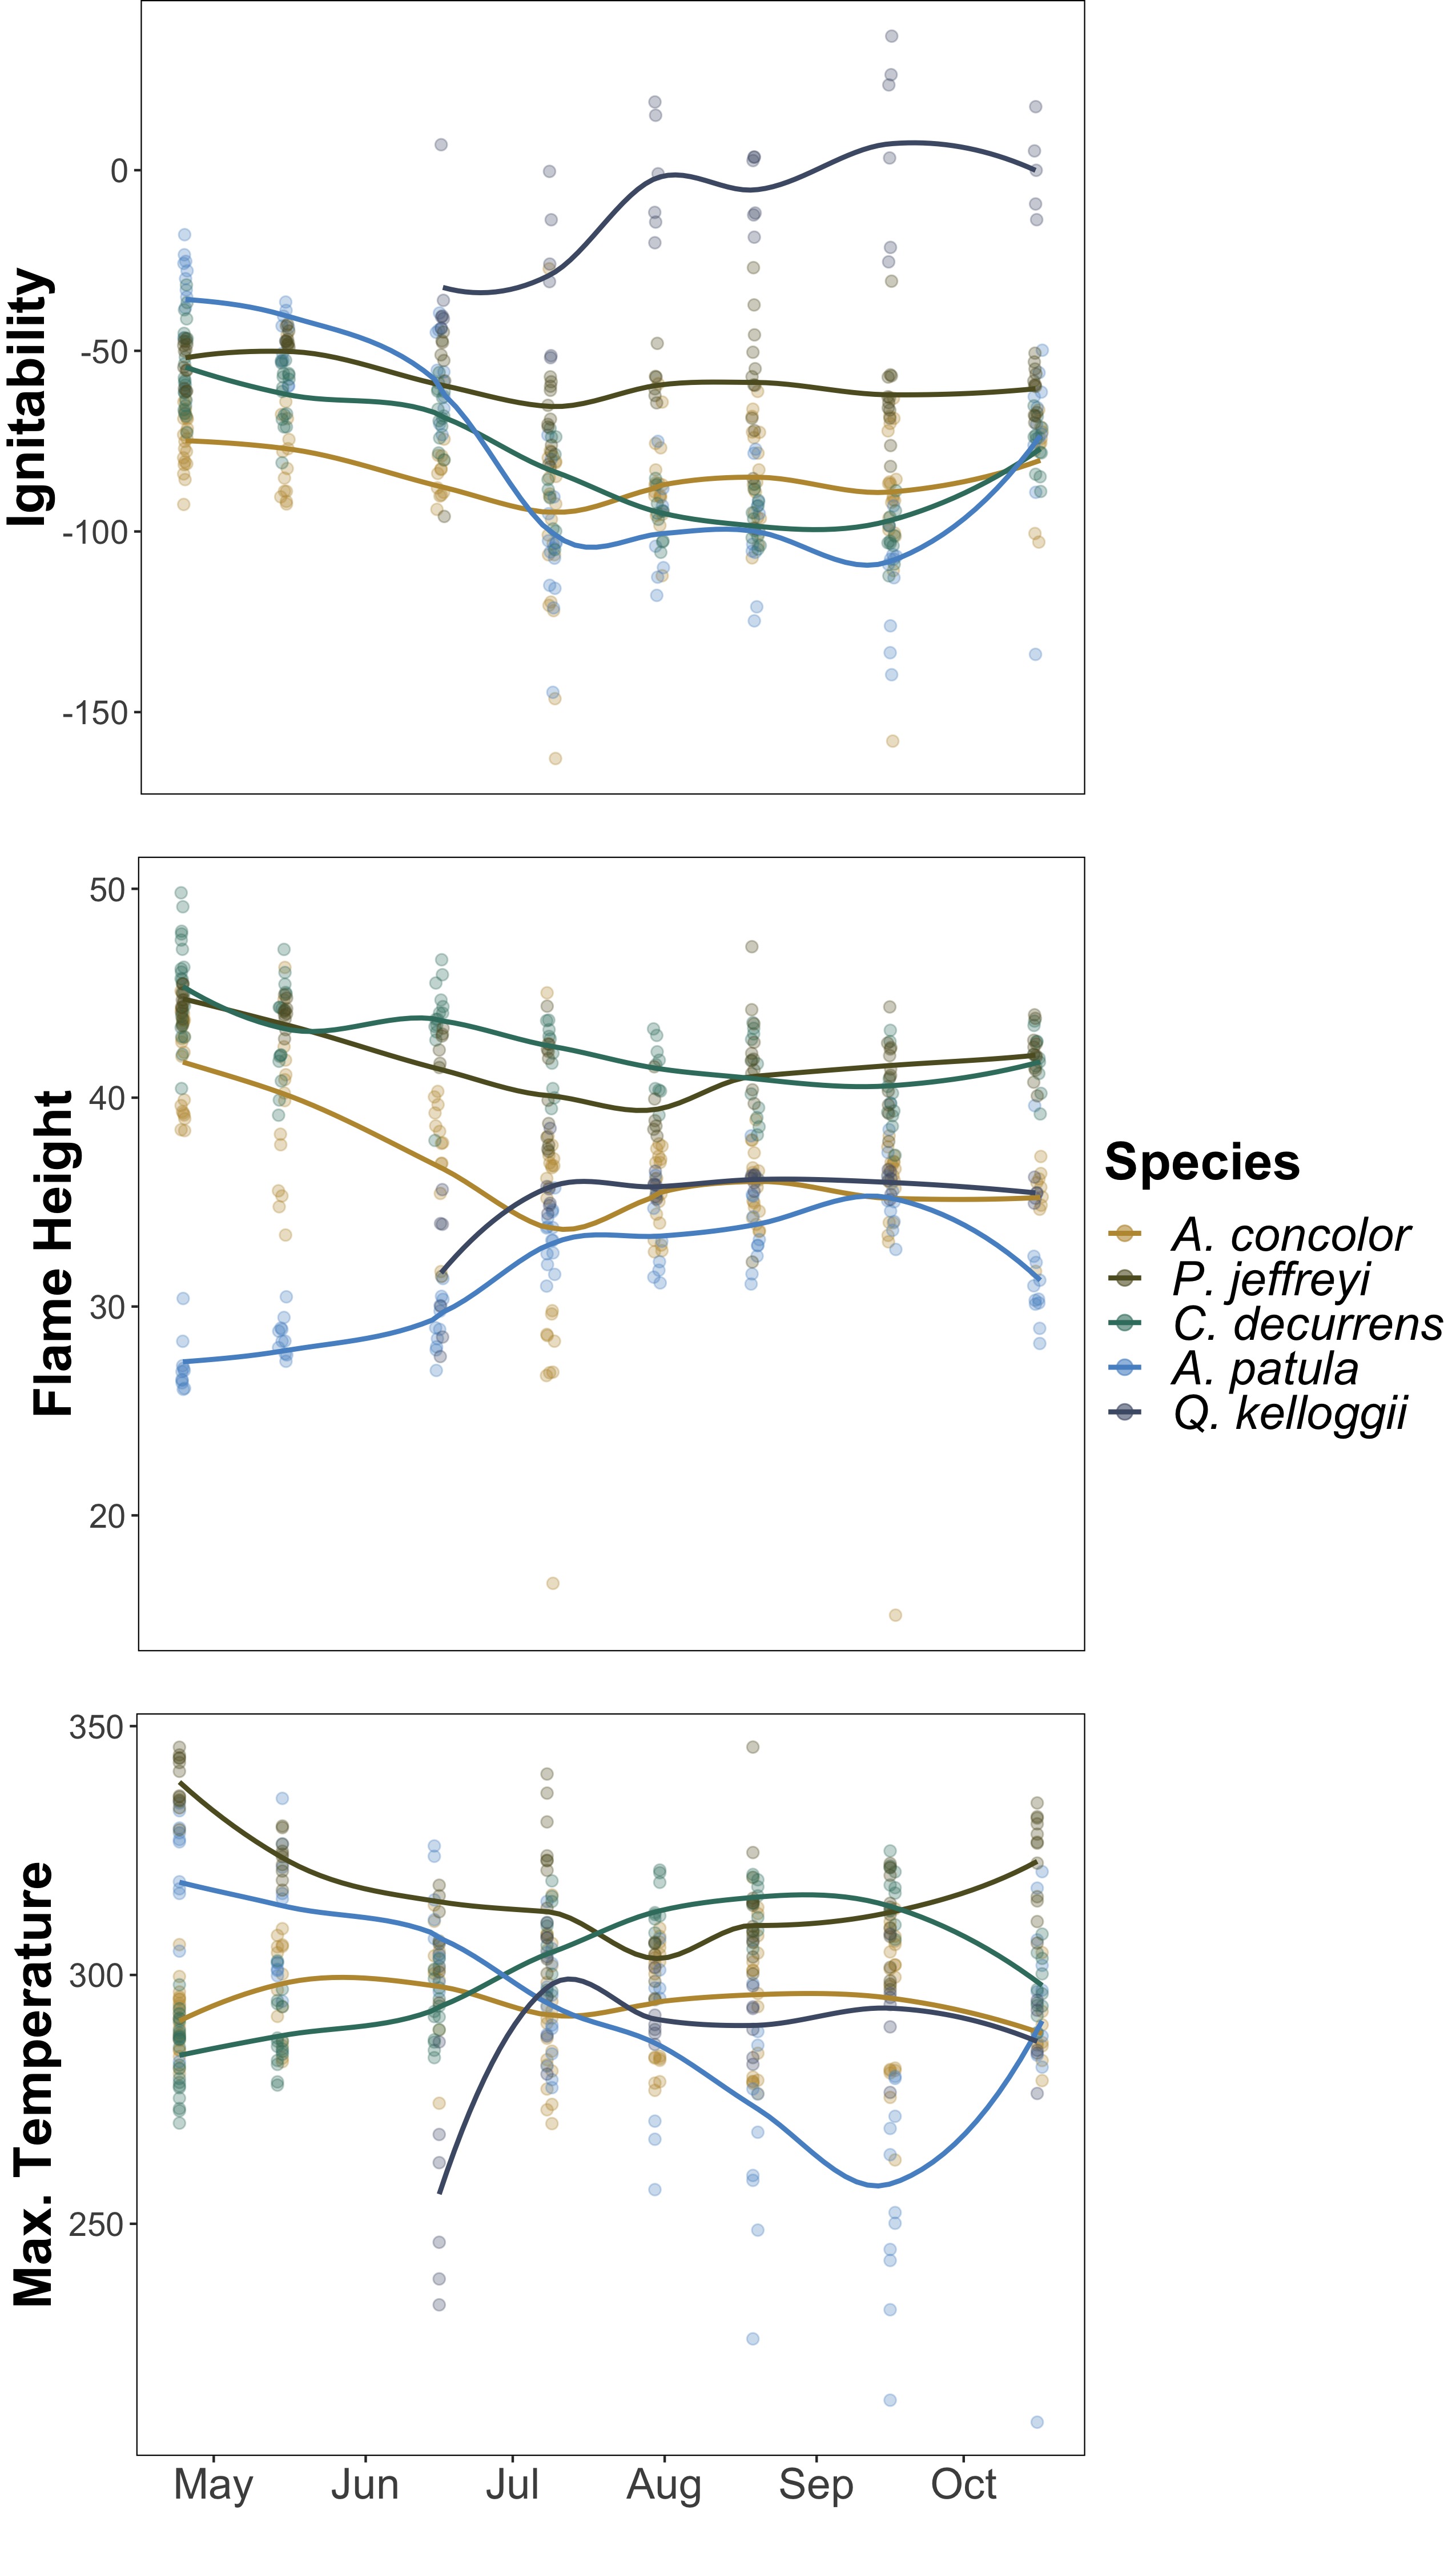 Ignitability
0
-50
-100
-150
Flame Height
50
40
30
20
Species
A. concolor
P. jeffreyi
C. decurrens
A. patula
Q. kelloggii
Max. Temperature
350
300
250
May Jun Jul Aug Sep Oct